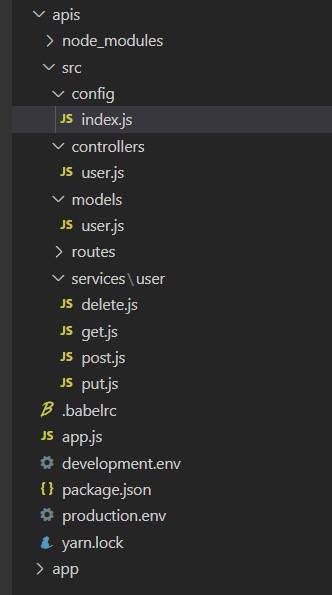 apis
node_modules
src
config
JS index.js
controllers
JS user.js
models
JS user.js
routes
services\user
JS delete.js
JS get.js
JS post.js
JS put.js
.babelrc
JS app.js
development.env
{ } package.json
production.env
yarn.lock
app